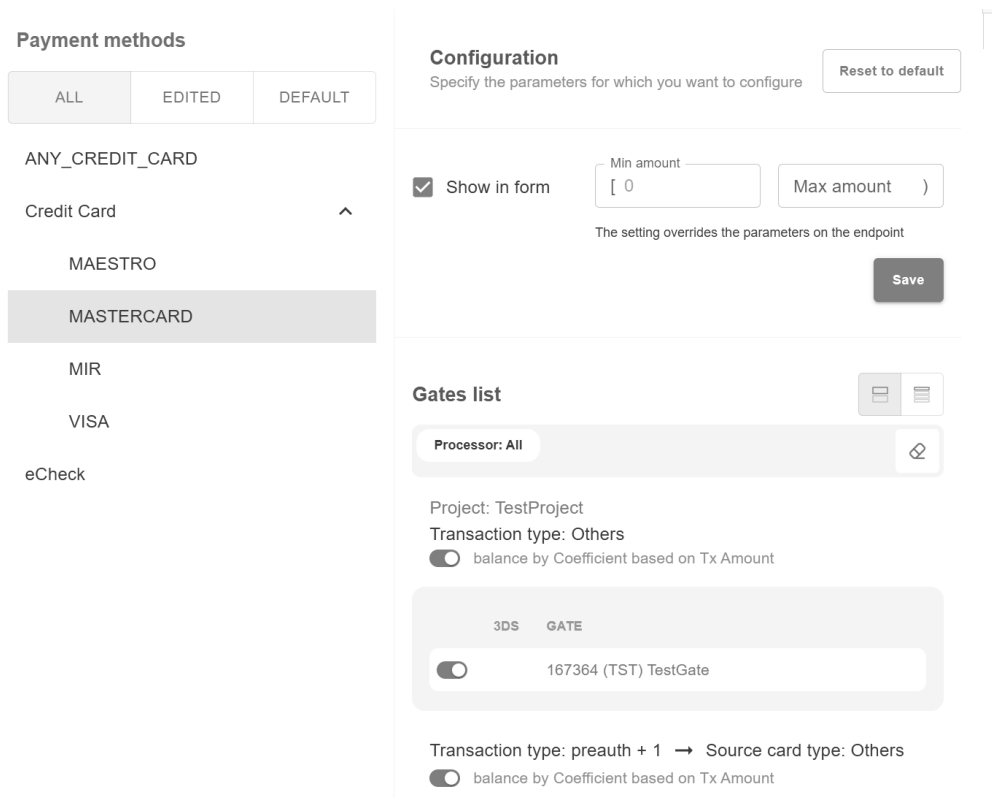 Payment methods
ALL EDITED DEFAULT
ANY_CREDIT_CARD
Credit Card
MAESTRO
MASTERCARD
MIR
VISA
eCheck
Configuration
Specify the parameters for which you want to configure
Reset to default
Show in form
Min amount
[ 0
Max amount )
The setting overrides the parameters on the endpoint
Save
Gates list
Processor: All
Project: TestProject
Transaction type: Others
balance by Coefficient based on Tx Amount
3DS GATE
167364 (TST) TestGate
Transaction type: preauth + 1 → Source card type: Others
balance by Coefficient based on Tx Amount